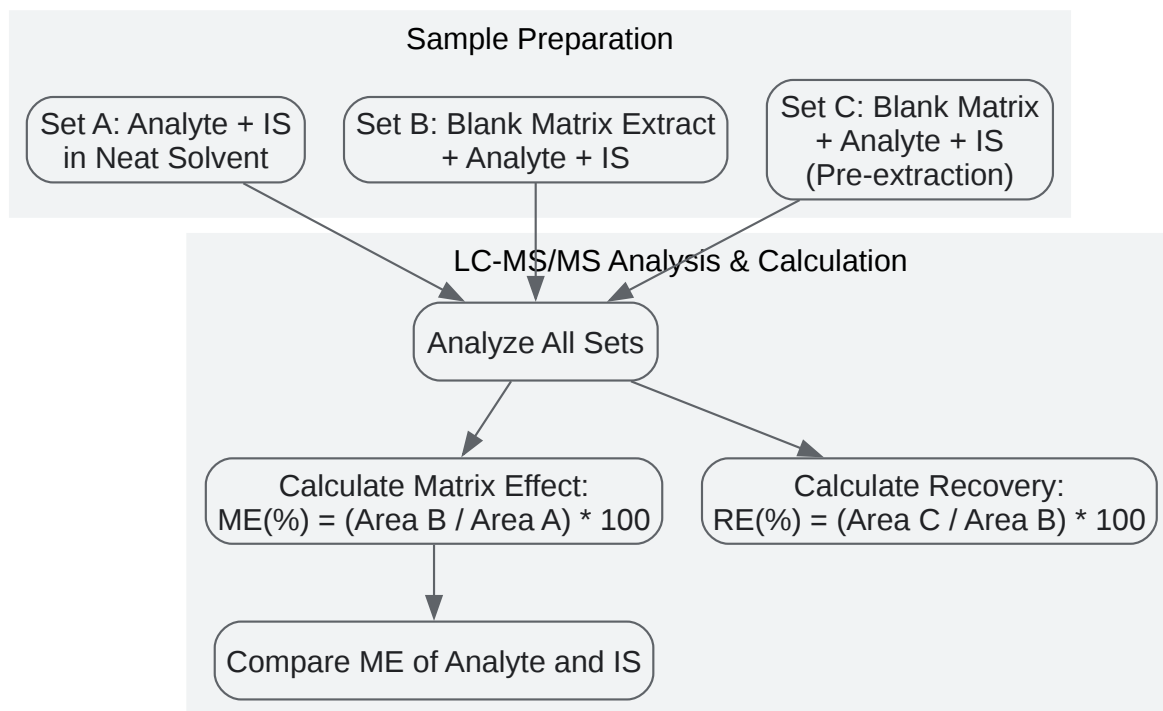 Sample Preparation
Set A: Analyte + IS
in Neat Solvent
Set B: Blank Matrix Extract
+ Analyte + IS
Set C: Blank Matrix
+ Analyte + IS
(Pre-extraction)
LC-MS/MS Analysis & Calculation
Analyze All Sets
Calculate Matrix Effect:
ME(%) = (Area B / Area A) * 100
Calculate Recovery:
RE(%) = (Area C / Area B) * 100
Compare ME of Analyte and IS